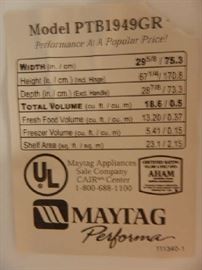 Model PTB1949GR
Performance At A Popular Price!
WIDTH (in. / cm) 29 5/8 / 75.3
Height (in. / cm.) (Incl. Hinge) 67 1/4 / 170.8
Depth (in. / cm.) (Excl. Handle) 28 7/8 / 73.3
TOTAL VOLUME (cu. ft. / cu. m) 18.6 / 0.5
Fresh Food Volume (cu. ft. / cu. m) 13.20 / 0.37
Freezer Volume (cu. ft. / cu. m) 5.41 / 0.15
Shelf Area (sq. ft. / sq. m) 23.1 / 2.15
UL
Maytag Appliances
Sale Company
CAIR Center
1-800-688-1100
AHAM
MAYTAG
Performa
111340-1